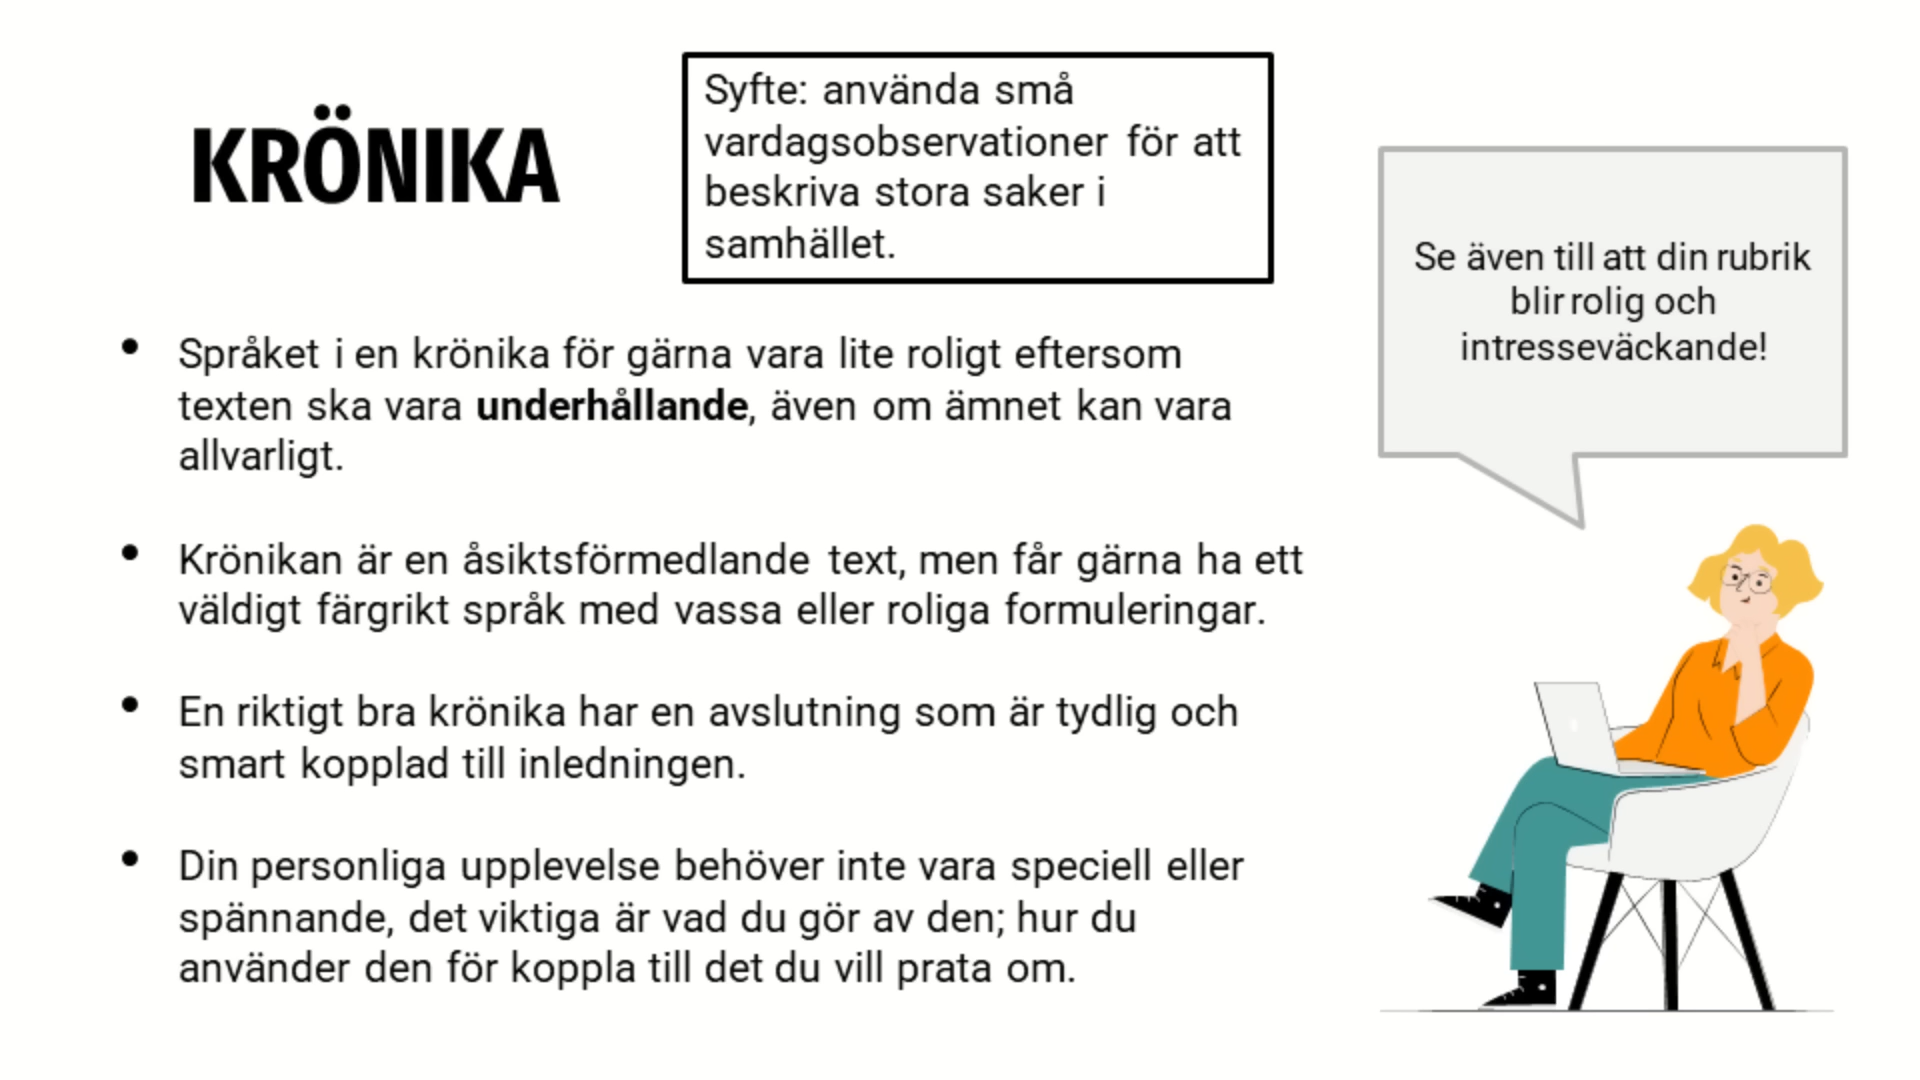 KRÖNIKA
Syfte: använda små
vardagsobservationer för att
beskriva stora saker i
samhället.
Se även till att din rubrik
blir rolig och
intresseväckande!
• Språket i en krönika för gärna vara lite roligt eftersom
texten ska vara underhållande, även om ämnet kan vara
allvarligt.
• Krönikan är en åsiktsförmedlande text, men får gärna ha ett
väldigt färgrikt språk med vassa eller roliga formuleringar.
• En riktigt bra krönika har en avslutning som är tydlig och
smart kopplad till inledningen.
• Din personliga upplevelse behöver inte vara speciell eller
spännande, det viktiga är vad du gör av den; hur du
använder den för koppla till det du vill prata om.